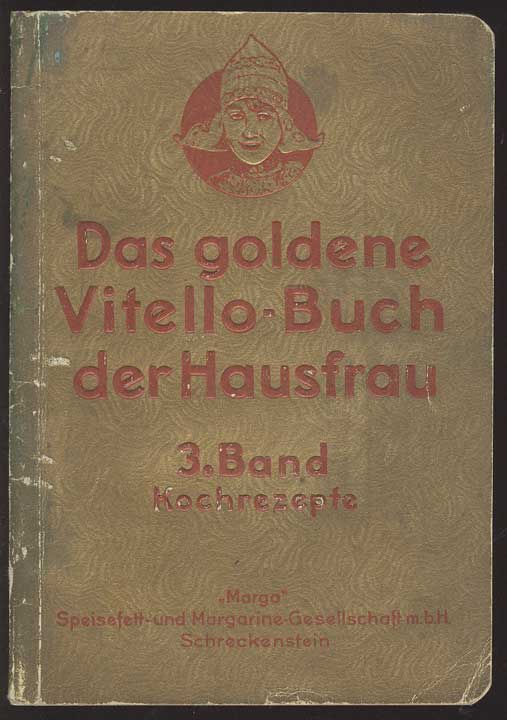 Das goldene
Vitello-Buch
der Hausfrau
3. Band
Kochrezepte
„Marga"
Speisefett- und Margarine-Gesellschaft m.b.H.
Schreckenstein